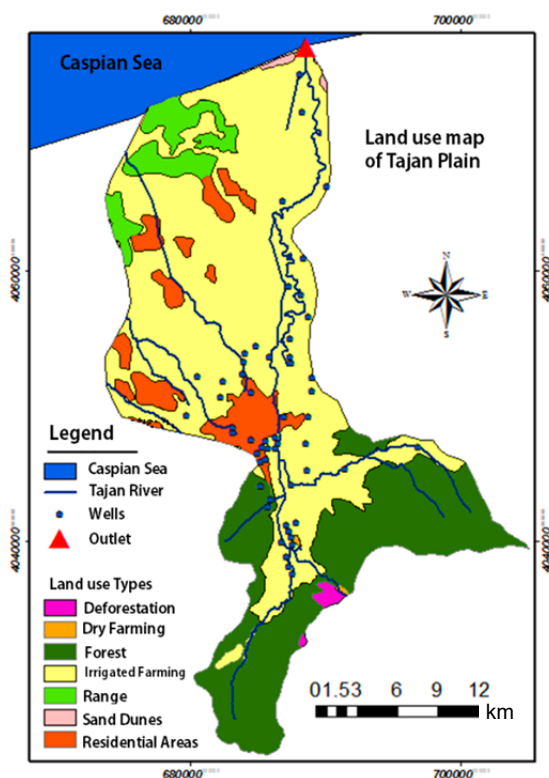 680000
700000
Caspian Sea
Land use map
of Tajan Plain
4060000
4060000
N
W
E
S
Legend
Caspian Sea
Tajan River
Wells
Outlet
4040000
4040000
Land use Types
Deforestation
Dry Farming
Forest
Irrigated Farming
Range
Sand Dunes
Residential Areas
01.53 6 9 12
km
680000
700000